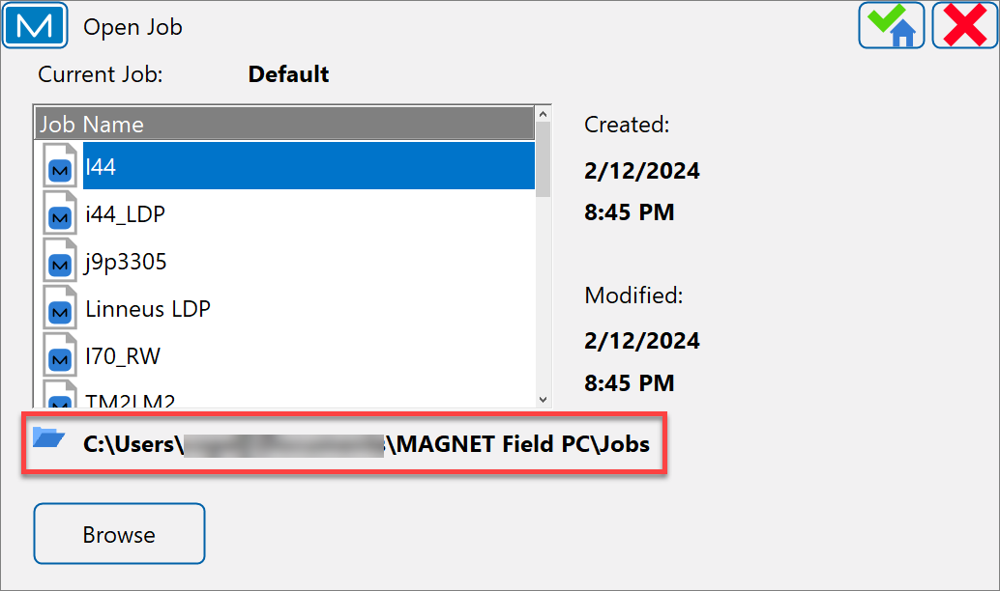 Open Job
Current Job: Default
Job Name
I44
i44_LDP
j9p3305
Linneus LDP
I70_RW
TM2LM2
Created:
2/12/2024
8:45 PM
Modified:
2/12/2024
8:45 PM
C:\Users\ \MAGNET Field PC\Jobs
Browse